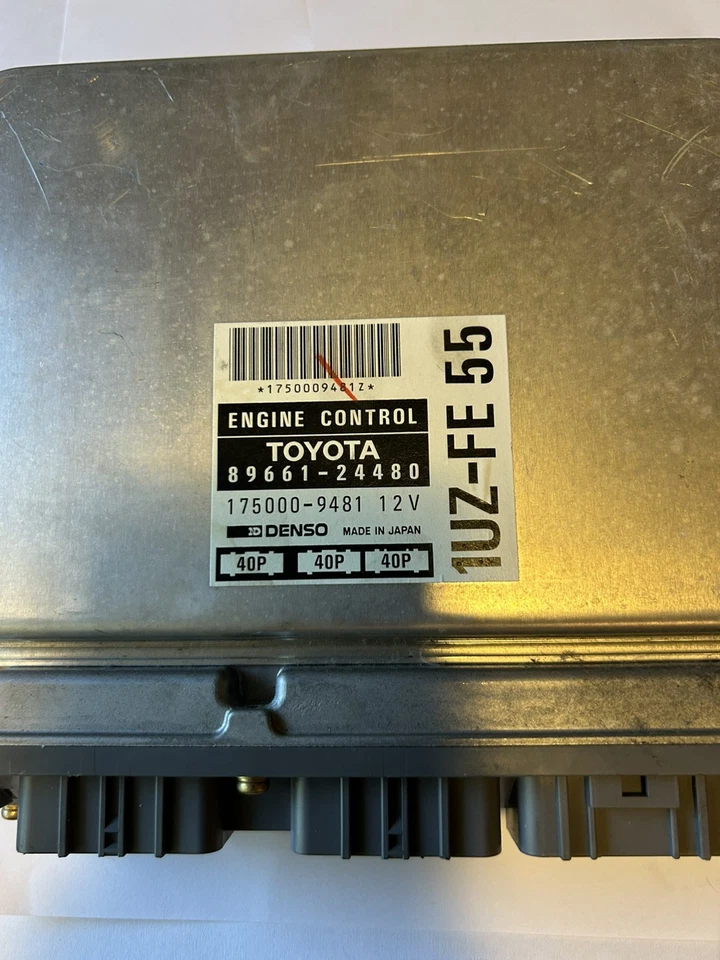 *1750009481Z*
ENGINE CONTROL
TOYOTA
89661-24480
175000-9481 12V
DENSO MADE IN JAPAN
40P 40P 40P
1UZ-FE 55